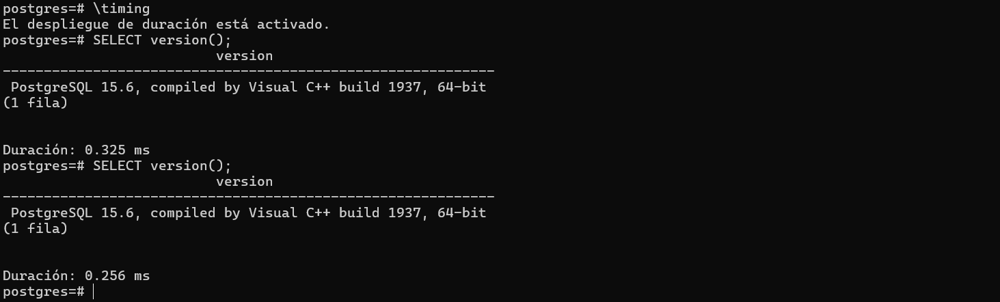 postgres=# \timing
El despliegue de duración está activado.
postgres=# SELECT version();
version
------------------------------------------------------------
PostgreSQL 15.6, compiled by Visual C++ build 1937, 64-bit
(1 fila)
Duración: 0.325 ms
postgres=# SELECT version();
version
------------------------------------------------------------
PostgreSQL 15.6, compiled by Visual C++ build 1937, 64-bit
(1 fila)
Duración: 0.256 ms
postgres=#